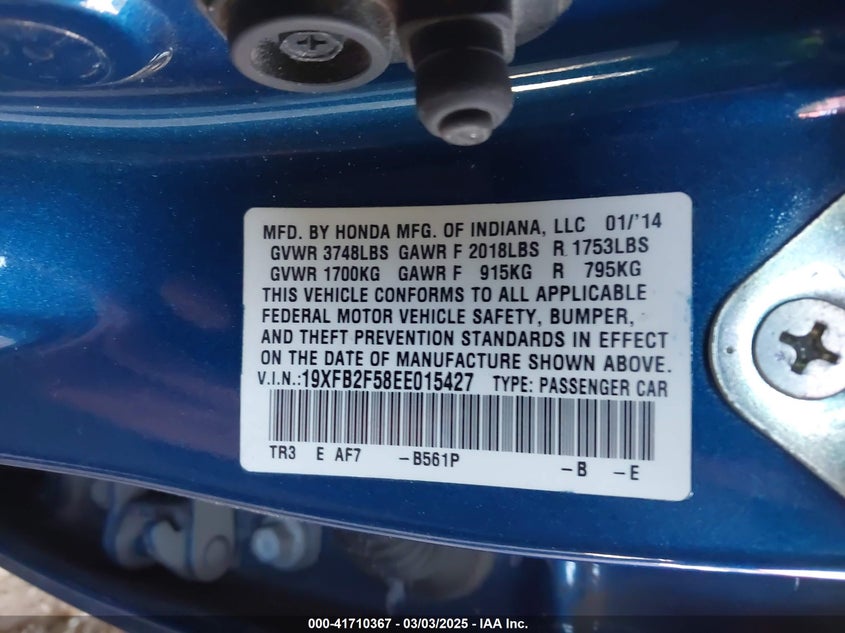 MFD. BY HONDA MFG. OF INDIANA, LLC 01/'14
GVWR 3748LBS GAWR F 2018LBS R 1753LBS
GVWR 1700KG GAWR F 915KG R 795KG
THIS VEHICLE CONFORMS TO ALL APPLICABLE
FEDERAL MOTOR VEHICLE SAFETY, BUMPER,
AND THEFT PREVENTION STANDARDS IN EFFECT
ON THE DATE OF MANUFACTURE SHOWN ABOVE.
V.I.N.:19XFB2F58EE015427 TYPE: PASSENGER CAR
TR3 E AF7 -B561P -B -E
000-41710367 / 03/03/2025 - IAA Inc.